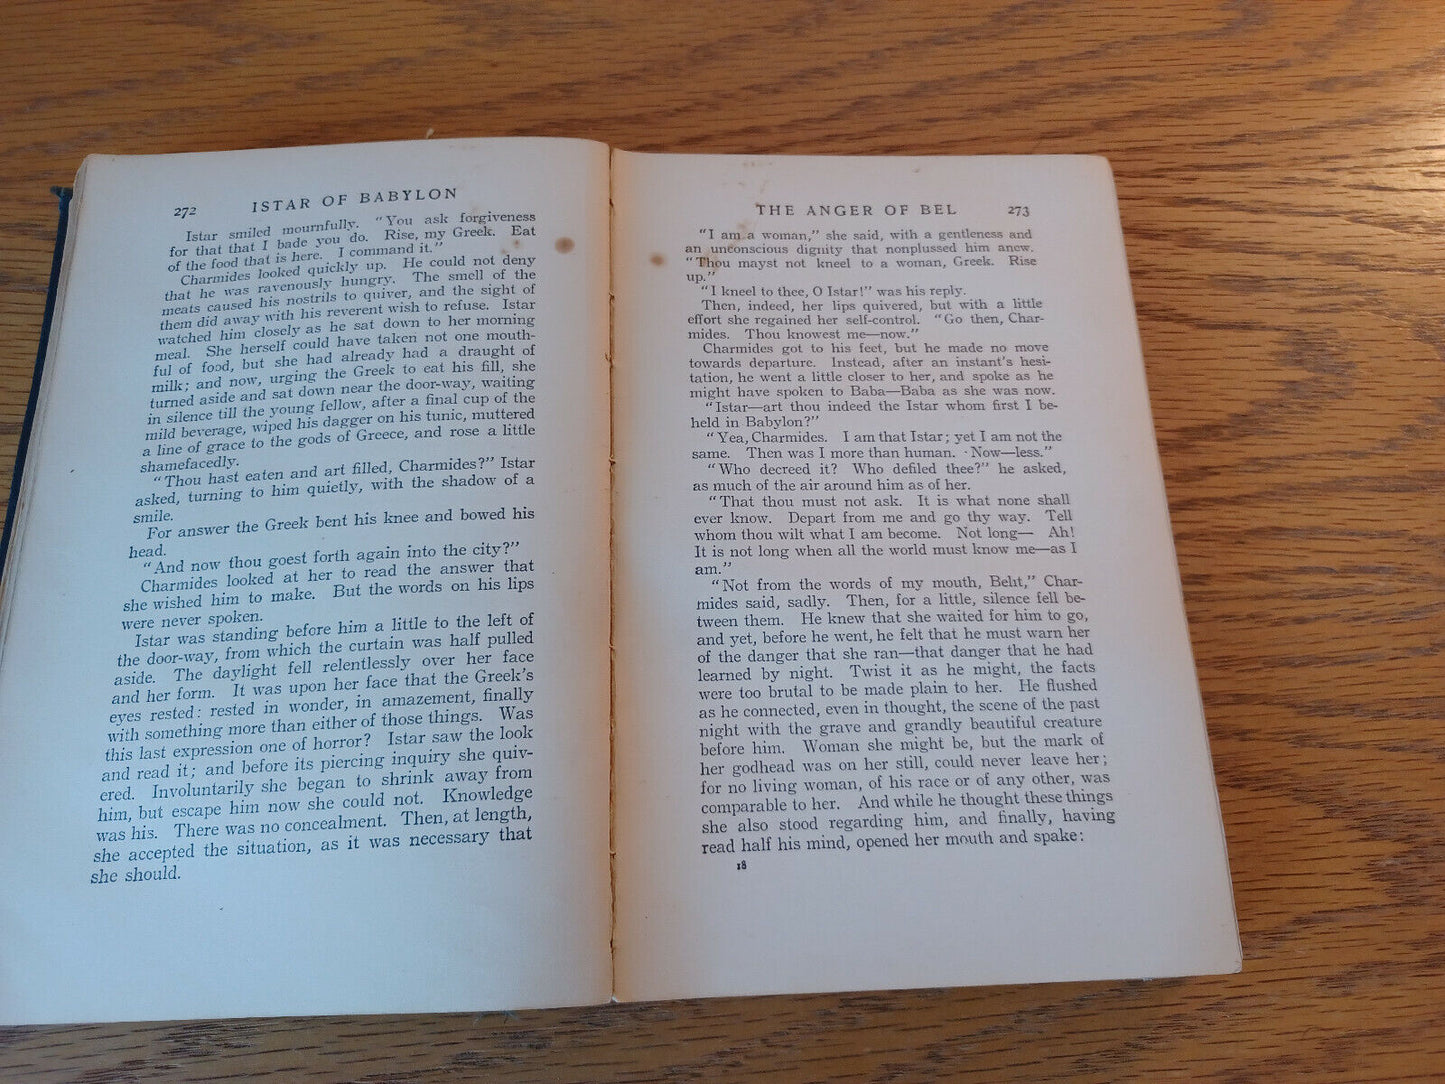 272 ISTAR OF BABYLON
Istar smiled mournfully. "You ask forgiveness
for that that I bade you do. Rise, my Greek. Eat
of the food that is here. I command it."
Charmides looked quickly up. He could not deny
that he was ravenously hungry. The smell of the
meats caused his nostrils to quiver, and the sight of
them did away with his reverent wish to refuse. Istar
watched him closely as he sat down to her morning
meal. She herself could have taken not one mouth-
ful of food, but she had already had a draught of
milk; and now, urging the Greek to eat his fill, she
turned aside and sat down near the door-way, waiting
in silence till the young fellow, after a final cup of the
mild beverage, wiped his dagger on his tunic, muttered
a line of grace to the gods of Greece, and rose a little
shamefacedly.
"Thou hast eaten and art filled, Charmides?" Istar
asked, turning to him quietly, with the shadow of a
smile.
For answer the Greek bent his knee and bowed his
head.
"And now thou goest forth again into the city?"
Charmides looked at her to read the answer that
she wished him to make. But the words on his lips
were never spoken.
Istar was standing before him a little to the left of
the door-way, from which the curtain was half pulled
aside. The daylight fell relentlessly over her face
and her form. It was upon her face that the Greek's
eyes rested: rested in wonder, in amazement, finally
with something more than either of those things. Was
this last expression one of horror? Istar saw the look
and read it; and before its piercing inquiry she quiv-
ered. Involuntarily she began to shrink away from
him, but escape him now she could not. Knowledge
was his. There was no concealment. Then, at length,
she accepted the situation, as it was necessary that
she should.
THE ANGER OF BEL 273
"I am a woman," she said, with a gentleness and
an unconscious dignity that nonplussed him anew.
"Thou mayst not kneel to a woman, Greek. Rise
up."
"I kneel to thee, O Istar!" was his reply.
Then, indeed, her lips quivered, but with a little
effort she regained her self-control. "Go then, Char-
mides. Thou knowest me—now."
Charmides got to his feet, but he made no move
towards departure. Instead, after an instant's hesi-
tation, he went a little closer to her, and spoke as he
might have spoken to Baba—Baba as she was now.
"Istar—art thou indeed the Istar whom first I be-
held in Babylon?"
"Yea, Charmides. I am that Istar; yet I am not the
same. Then was I more than human. Now—less."
"Who decreed it? Who defiled thee?" he asked,
as much of the air around him as of her.
"That thou must not ask. It is what none shall
ever know. Depart from me and go thy way. Tell
whom thou wilt what I am become. Not long— Ah!
It is not long when all the world must know me—as I
am."
"Not from the words of my mouth, Belit," Char-
mides said, sadly. Then, for a little, silence fell be-
tween them. He knew that she waited for him to go,
and yet, before he went, he felt that he must warn her
of the danger that she ran—that danger that he had
learned by night. Twist it as he might, the facts
were too brutal to be made plain to her. He flushed
as he connected, even in thought, the scene of the past
night with the grave and grandly beautiful creature
before him. Woman she might be, but the mark of
her godhead was on her still, could never leave her;
for no living woman, of his race or of any other, was
comparable to her. And while he thought these things
she also stood regarding him, and finally, having
read half his mind, opened her mouth and spake:
18